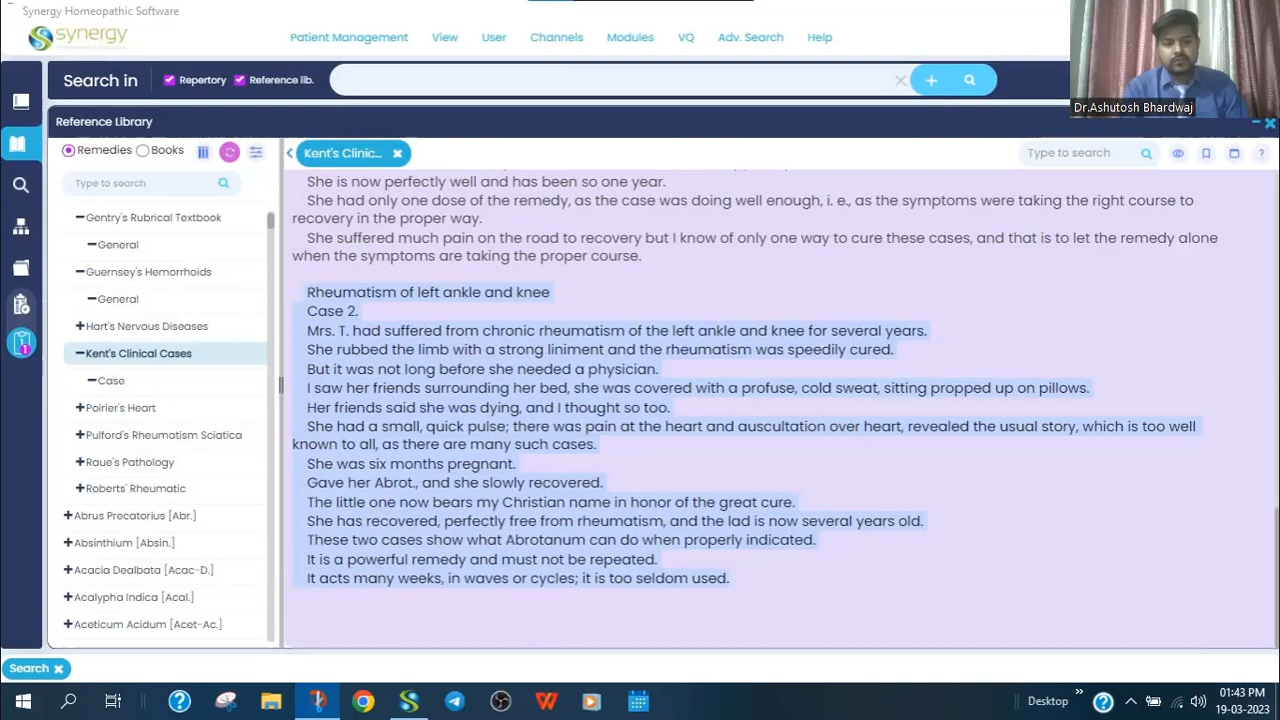 Synergy Homeopathic Software
synergy
Patient Management View User Channels Modules VQ Adv. Search Help
Search in Repertory Reference lib.
Dr.Ashutosh Bhardwaj
Reference Library
Remedies Books
Kent's Clinic...
Type to search
Type to search
Gentry's Rubrical Textbook
General
Guernsey's Hemorrhoids
General
Hart's Nervous Diseases
Kent's Clinical Cases
Case
Poirier's Heart
Pulford's Rheumatism Sciatica
Raue's Pathology
Roberts' Rheumatic
Abrus Precatorius [Abr.]
Absinthium [Absin.]
Acacia Dealbata [Acac-D.]
Acalypha Indica [Acal.]
Aceticum Acidum [Acet-Ac.]
She is now perfectly well and has been so one year.
She had only one dose of the remedy, as the case was doing well enough, i. e., as the symptoms were taking the right course to
recovery in the proper way.
She suffered much pain on the road to recovery but I know of only one way to cure these cases, and that is to let the remedy alone
when the symptoms are taking the proper course.
Rheumatism of left ankle and knee
Case 2.
Mrs. T. had suffered from chronic rheumatism of the left ankle and knee for several years.
She rubbed the limb with a strong liniment and the rheumatism was speedily cured.
But it was not long before she needed a physician.
I saw her friends surrounding her bed, she was covered with a profuse, cold sweat, sitting propped up on pillows.
Her friends said she was dying, and I thought so too.
She had a small, quick pulse; there was pain at the heart and auscultation over heart, revealed the usual story, which is too well
known to all, as there are many such cases.
She was six months pregnant.
Gave her Abrot., and she slowly recovered.
The little one now bears my Christian name in honor of the great cure.
She has recovered, perfectly free from rheumatism, and the lad is now several years old.
These two cases show what Abrotanum can do when properly indicated.
It is a powerful remedy and must not be repeated.
It acts many weeks, in waves or cycles; it is too seldom used.
Search
Desktop
01:43 PM
19-03-2023